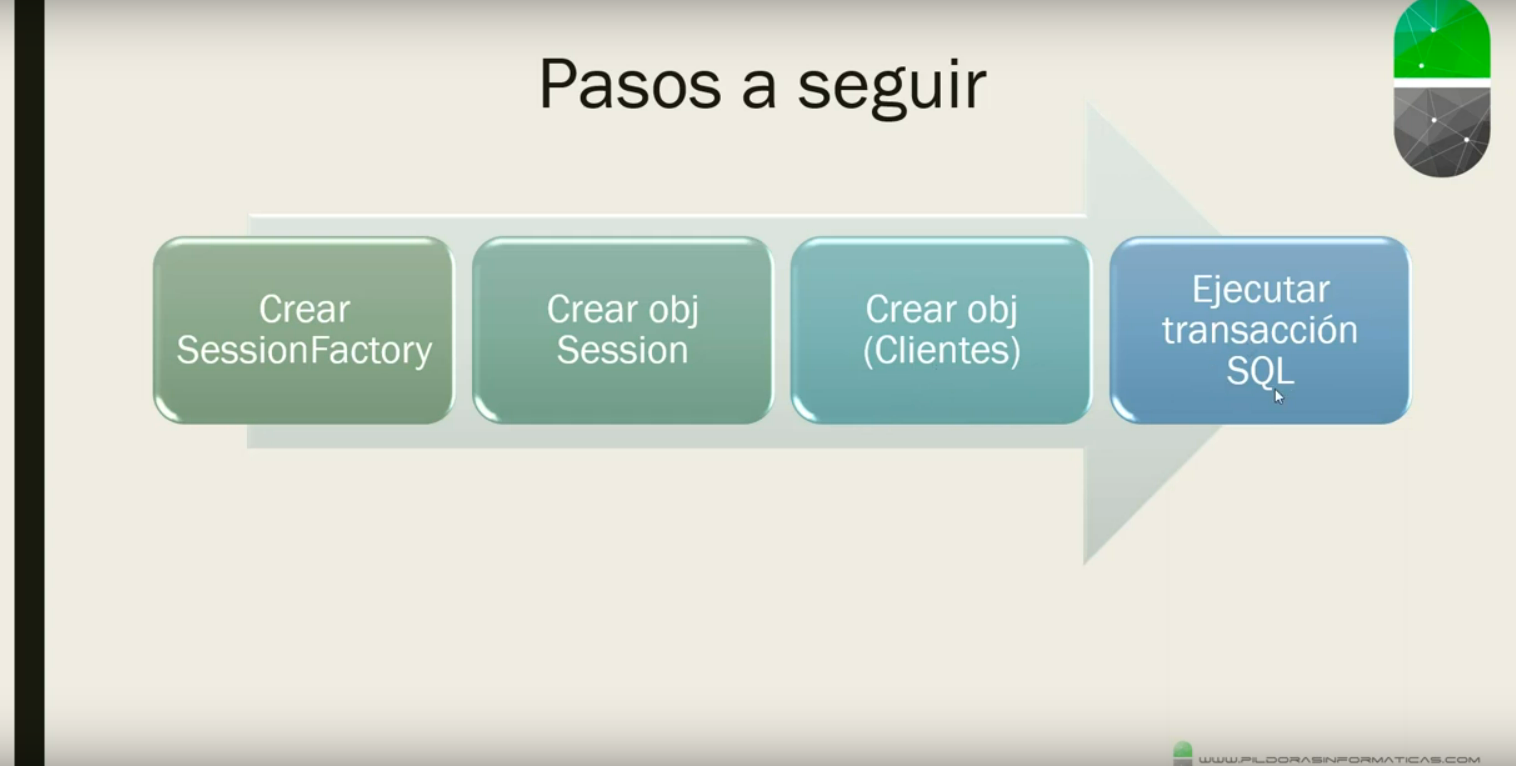 Pasos a seguir
Crear
SessionFactory
Crear obj
Session
Crear obj
(Clientes)
Ejecutar
transacción
SQL
WWW.PILDORASINFORMATICAS.COM